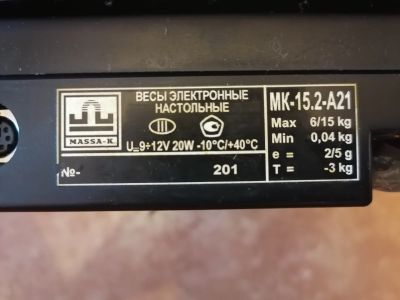 MASSA-K
ВЕСЫ ЭЛЕКТРОННЫЕ
НАСТОЛЬНЫЕ
III
U=9÷12V 20W -10°C/+40°C
№-
201
МК-15.2-А21
Max 6/15 kg
Min 0,04 kg
e = 2/5 g
T = -3 kg